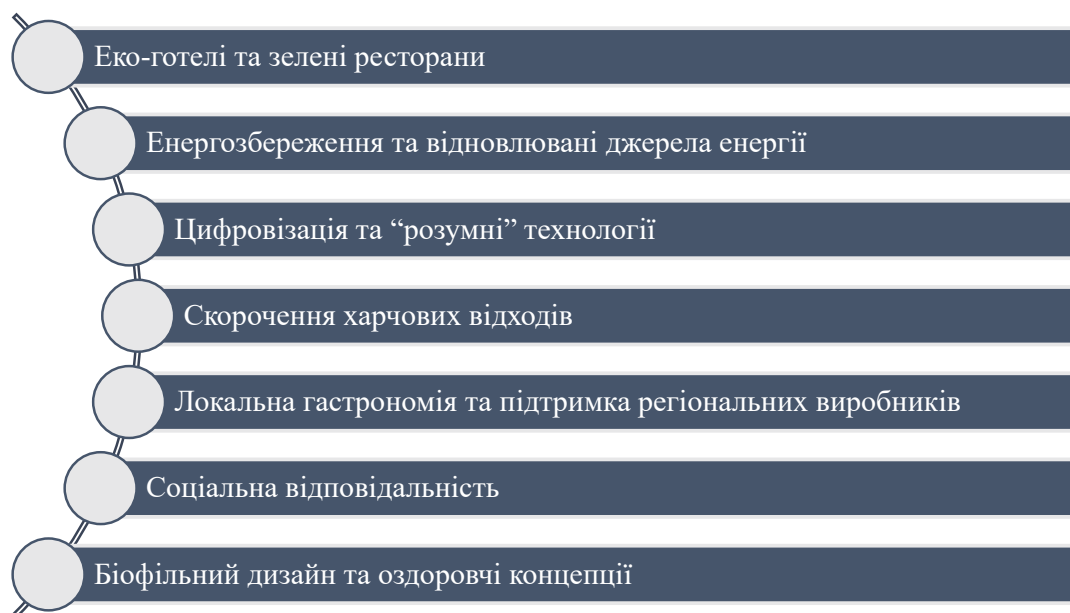 Еко-готелі та зелені ресторани
Енергозбереження та відновлювані джерела енергії
Цифровізація та “розумні” технології
Скорочення харчових відходів
Локальна гастрономія та підтримка регіональних виробників
Соціальна відповідальність
Біофільний дизайн та оздоровчі концепції